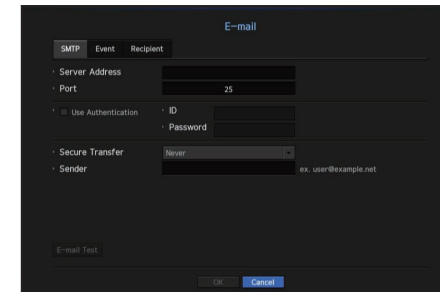 E-mail
SMTP Event Recipient
Server Address
Port 25
Use Authentication ID
Password
Secure Transfer Never
Sender ex. user@example.net
E-mail Test
OK Cancel